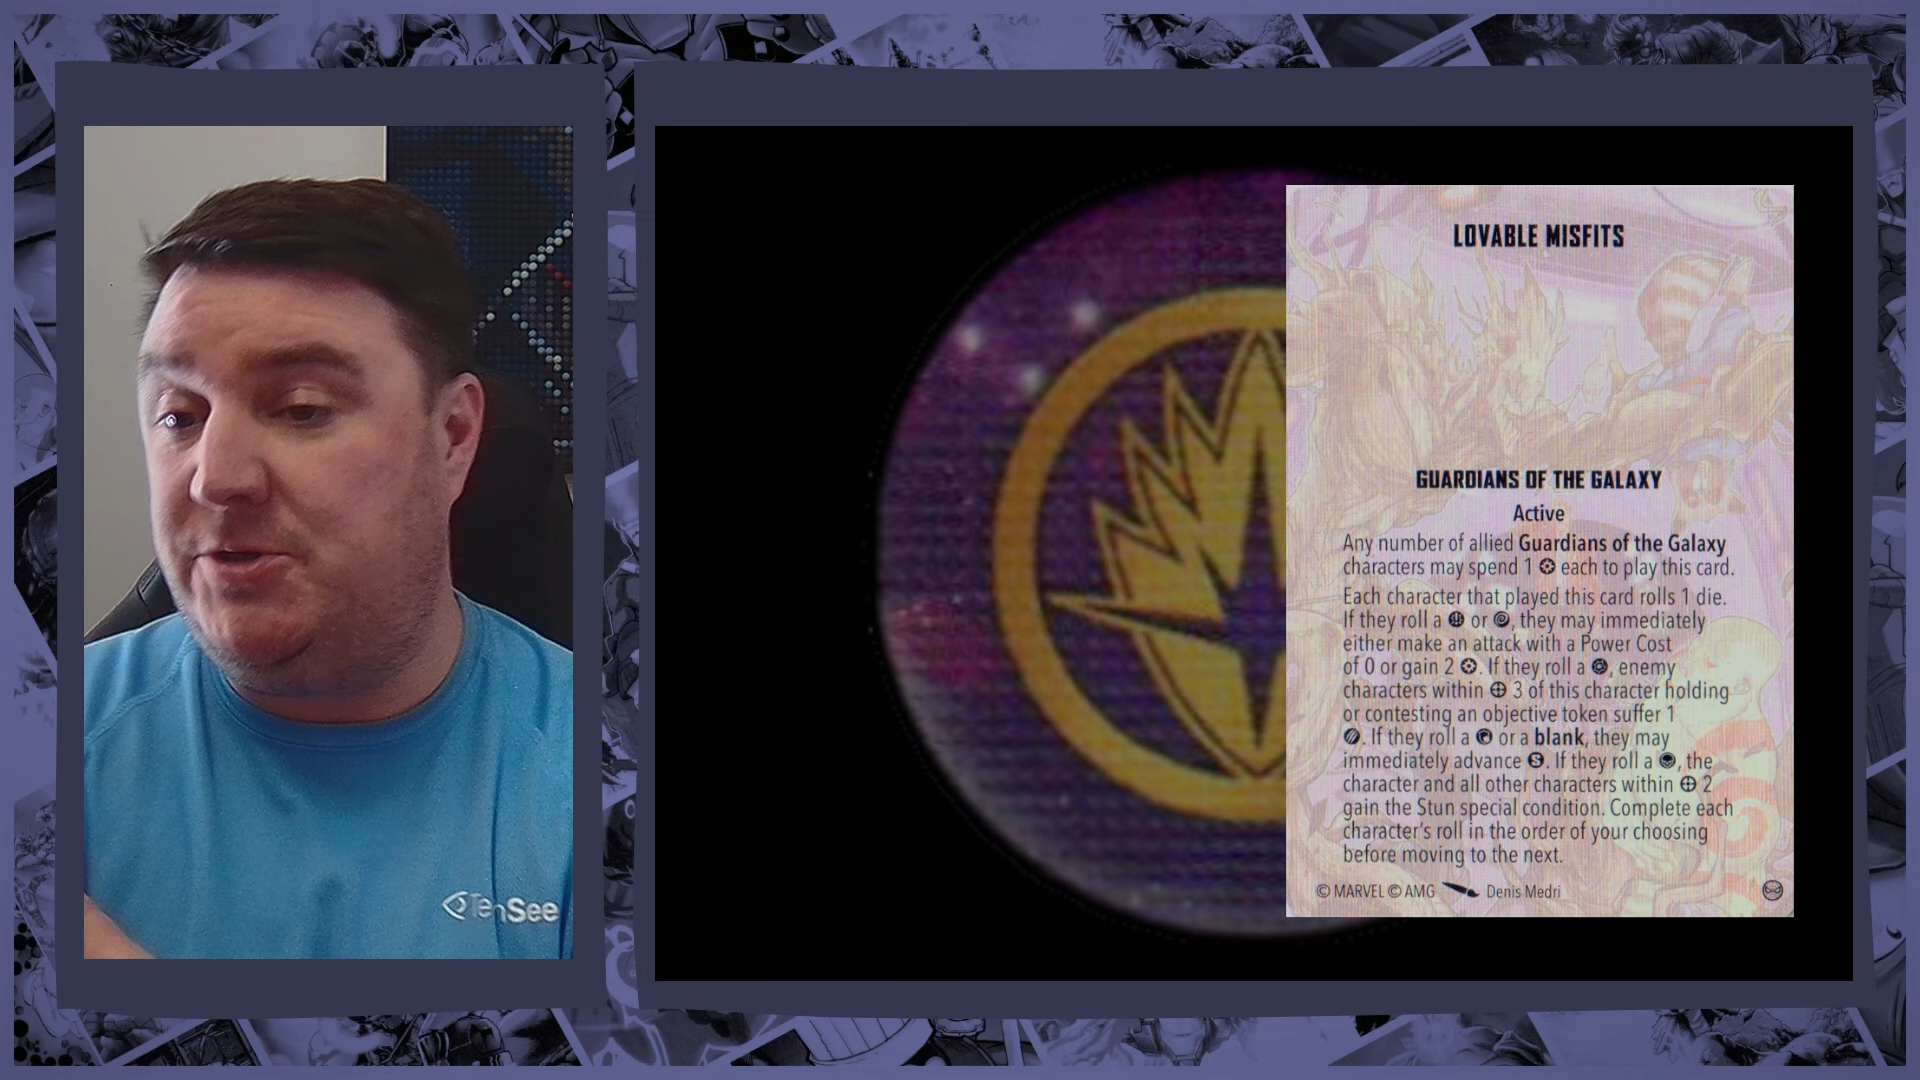 TenSee
LOVABLE MISFITS
GUARDIANS OF THE GALAXY
Active
Any number of allied Guardians of the Galaxy
characters may spend 1 each to play this card.
Each character that played this card rolls 1 die.
If they roll a or , they may immediately
either make an attack with a Power Cost
of 0 or gain 2 . If they roll a , enemy
characters within 3 of this character holding
or contesting an objective token suffer 1
. If they roll a or a blank, they may
immediately advance S. If they roll a , the
character and all other characters within 2
gain the Stun special condition. Complete each
character's roll in the order of your choosing
before moving to the next.
© MARVEL © AMG Denis Medri